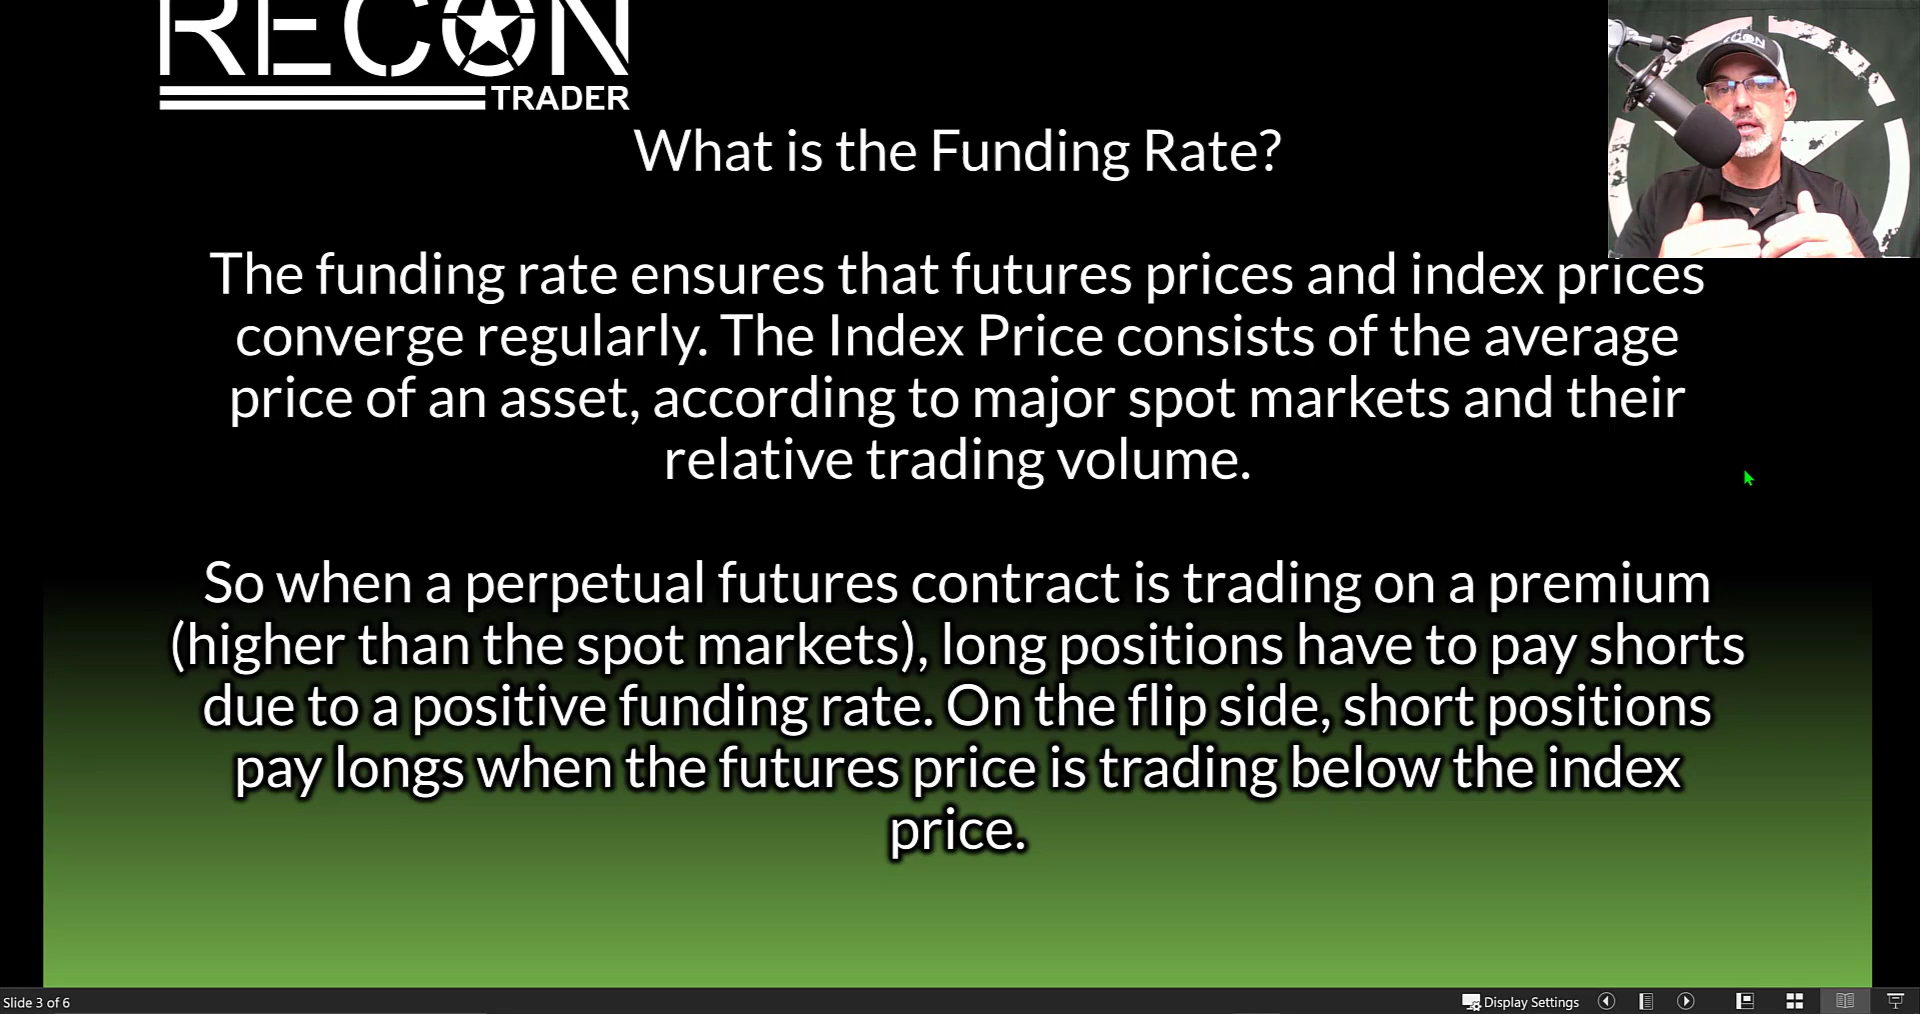 RECON
TRADER
RECON
What is the Funding Rate?
The funding rate ensures that futures prices and index prices
converge regularly. The Index Price consists of the average
price of an asset, according to major spot markets and their
relative trading volume.
So when a perpetual futures contract is trading on a premium
(higher than the spot markets), long positions have to pay shorts
due to a positive funding rate. On the flip side, short positions
pay longs when the futures price is trading below the index
price.
Slide 3 of 6
Display Settings